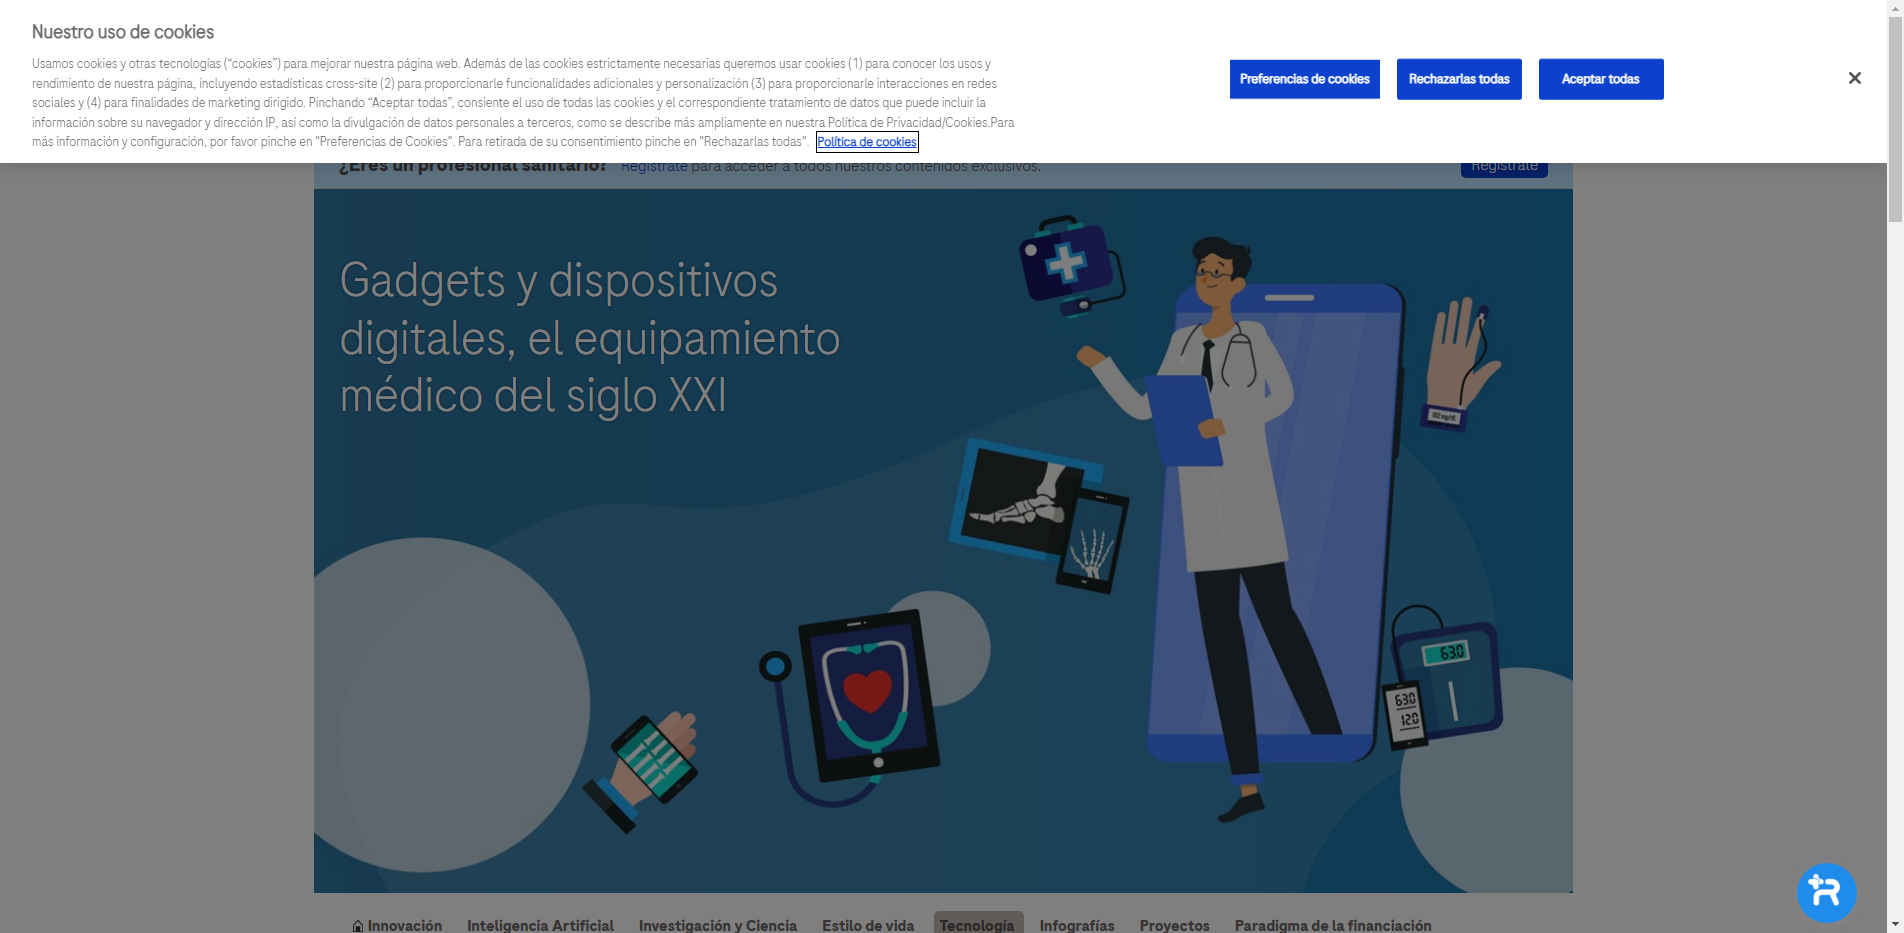 Nuestro uso de cookies
Usamos cookies y otras tecnologías (“cookies”) para mejorar nuestra página web. Además de las cookies estrictamente necesarias queremos usar cookies (1) para conocer los usos y
rendimiento de nuestra página, incluyendo estadísticas cross-site (2) para proporcionarle funcionalidades adicionales y personalización (3) para proporcionarle interacciones en redes
sociales y (4) para finalidades de marketing dirigido. Pinchando “Aceptar todas”, consiente el uso de todas las cookies y el correspondiente tratamiento de datos que puede incluir la
información sobre su navegador y dirección IP, así como la divulgación de datos personales a terceros, como se describe más ampliamente en nuestra Política de Privacidad/Cookies.Para
más información y configuración, por favor pinche en "Preferencias de Cookies". Para retirada de su consentimiento pinche en "Rechazarlas todas". Política de cookies
Preferencias de cookies
Rechazarlas todas
Aceptar todas
¿Eres un profesional sanitario? Regístrate para acceder a todos nuestros contenidos exclusivos.
Regístrate
Gadgets y dispositivos
digitales, el equipamiento
médico del siglo XXI
102 mg/dL
63.0
63.0
120
Innovación
Inteligencia Artificial
Investigación y Ciencia
Estilo de vida
Tecnología
Infografías
Proyectos
Paradigma de la financiación